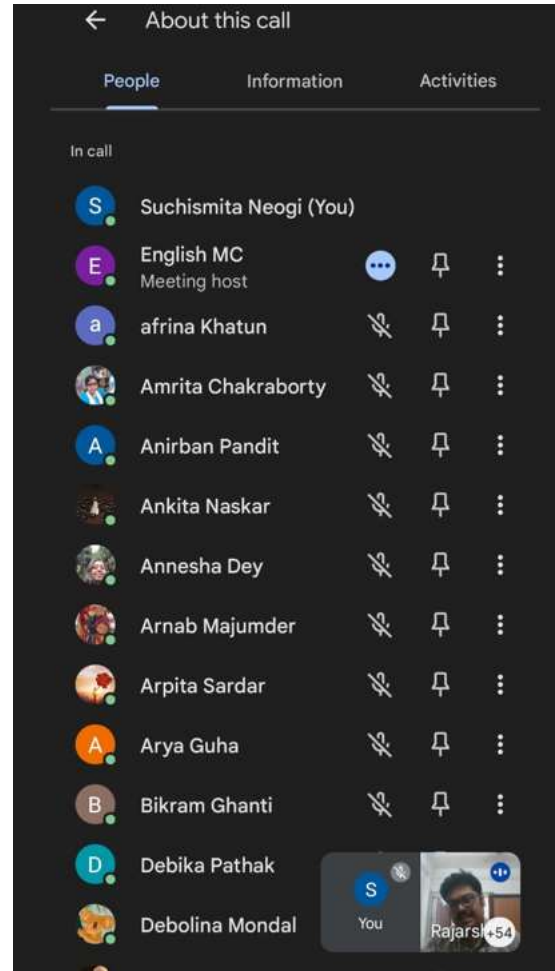 About this call
People Information Activities
In call
S Suchismita Neogi (You)
E English MC
Meeting host
a afrina Khatun
Amrita Chakraborty
A Anirban Pandit
Ankita Naskar
Annesha Dey
Arnab Majumder
Arpita Sardar
A Arya Guha
B Bikram Ghanti
D Debika Pathak
S
You
Rajarsh +54
Debolina Mondal